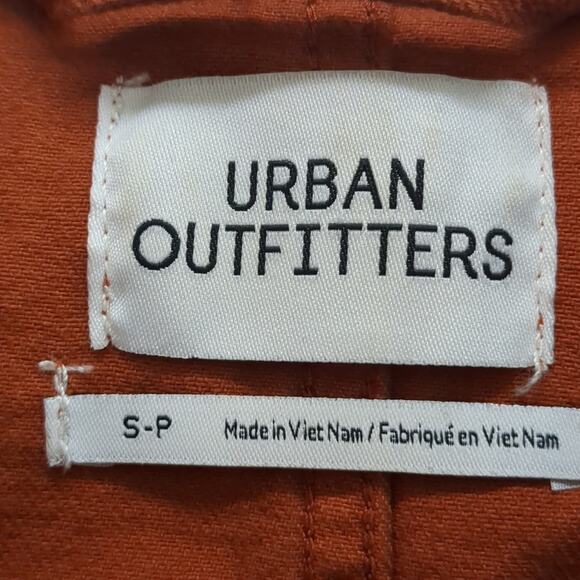 URBAN
OUTFITTERS
S-P Made in Viet Nam / Fabriqué en Viet Nam